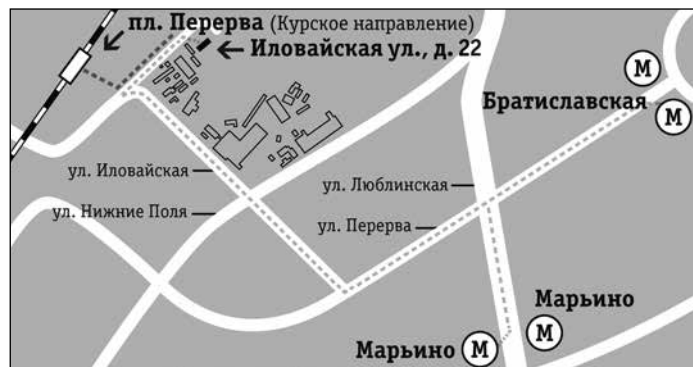 пл. Перерва (Курское направление)
Иловайская ул., д. 22
М
Братиславская
М
ул. Иловайская
ул. Люблинская
ул. Нижние Поля
ул. Перерва
Марьино
М
Марьино М